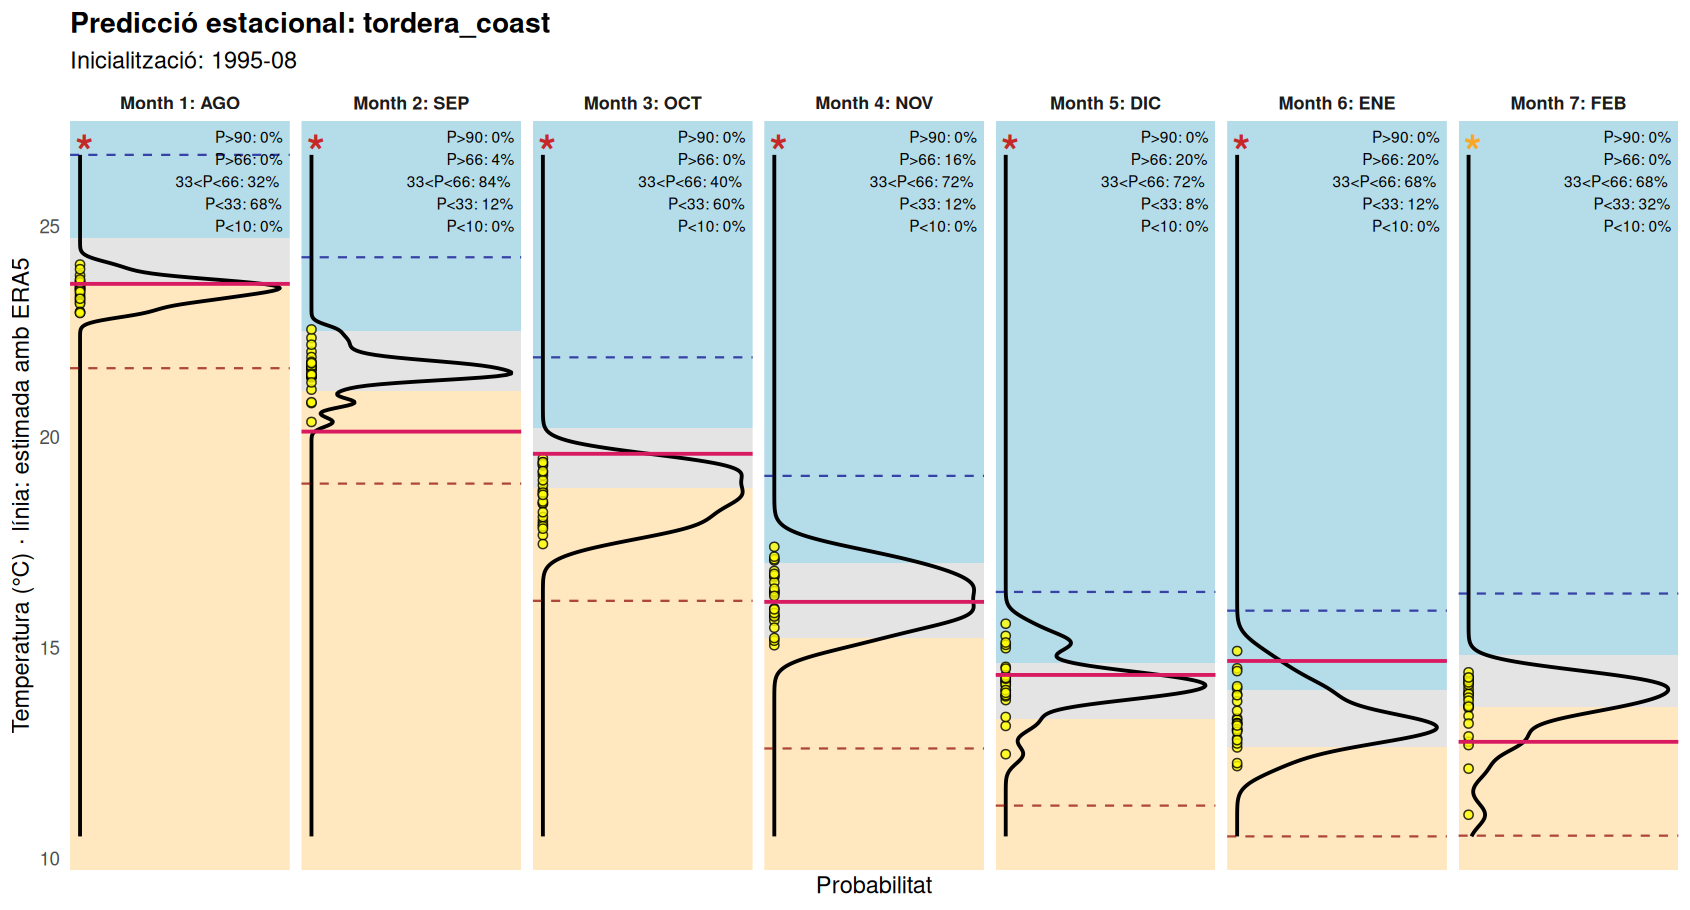 Predicció estacional: tordera_coast
Inicialització: 1995-08
Month 1: AGO
Month 2: SEP
Month 3: OCT
Month 4: NOV
Month 5: DIC
Month 6: ENE
Month 7: FEB
*
P>90: 0%
P>66: 0%
33<P<66: 32%
P<33: 68%
P<10: 0%
*
P>90: 0%
P>66: 4%
33<P<66: 84%
P<33: 12%
P<10: 0%
*
P>90: 0%
P>66: 0%
33<P<66: 40%
P<33: 60%
P<10: 0%
*
P>90: 0%
P>66: 16%
33<P<66: 72%
P<33: 12%
P<10: 0%
*
P>90: 0%
P>66: 20%
33<P<66: 72%
P<33: 8%
P<10: 0%
*
P>90: 0%
P>66: 20%
33<P<66: 68%
P<33: 12%
P<10: 0%
*
P>90: 0%
P>66: 0%
33<P<66: 68%
P<33: 32%
P<10: 0%
25
20
15
10
Temperatura (°C) · línia: estimada amb ERA5
Probabilitat